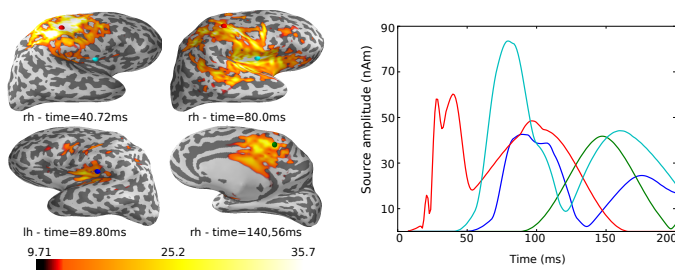 rh - time=40.72ms
rh - time=80.0ms
lh - time=89.80ms
rh - time=140,56ms
9.71 25.2 35.7
Source amplitude (nAm)
90
70
50
30
10
0 50 100 150 200
Time (ms)